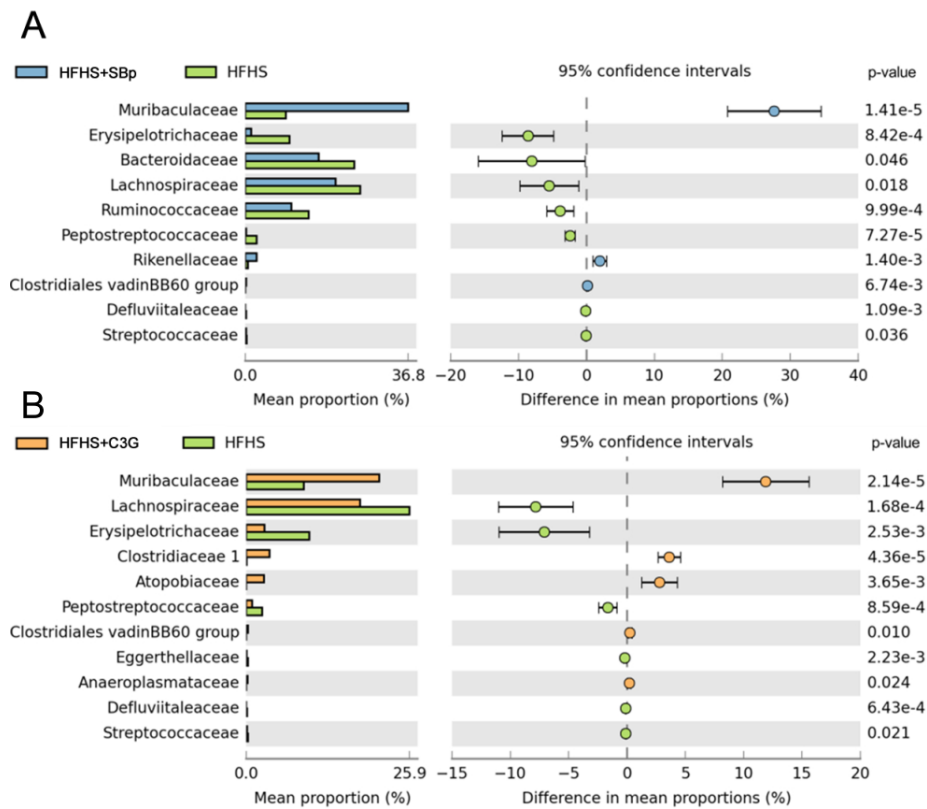 A
HFHS+SBp HFHS 95% confidence intervals p-value
Muribaculaceae 1.41e-5
Erysipelotrichaceae 8.42e-4
Bacteroidaceae 0.046
Lachnospiraceae 0.018
Ruminococcaceae 9.99e-4
Peptostreptococcaceae 7.27e-5
Rikenellaceae 1.40e-3
Clostridiales vadinBB60 group 6.74e-3
Defluviitaleaceae 1.09e-3
Streptococcaceae 0.036
0.0 36.8 −20 −10 0 10 20 30 40
Mean proportion (%) Difference in mean proportions (%)
B
HFHS+C3G HFHS 95% confidence intervals p-value
Muribaculaceae 2.14e-5
Lachnospiraceae 1.68e-4
Erysipelotrichaceae 2.53e-3
Clostridiaceae 1 4.36e-5
Atopobiaceae 3.65e-3
Peptostreptococcaceae 8.59e-4
Clostridiales vadinBB60 group 0.010
Eggerthellaceae 2.23e-3
Anaeroplasmataceae 0.024
Defluviitaleaceae 6.43e-4
Streptococcaceae 0.021
0.0 25.9 −15 −10 −5 0 5 10 15 20
Mean proportion (%) Difference in mean proportions (%)